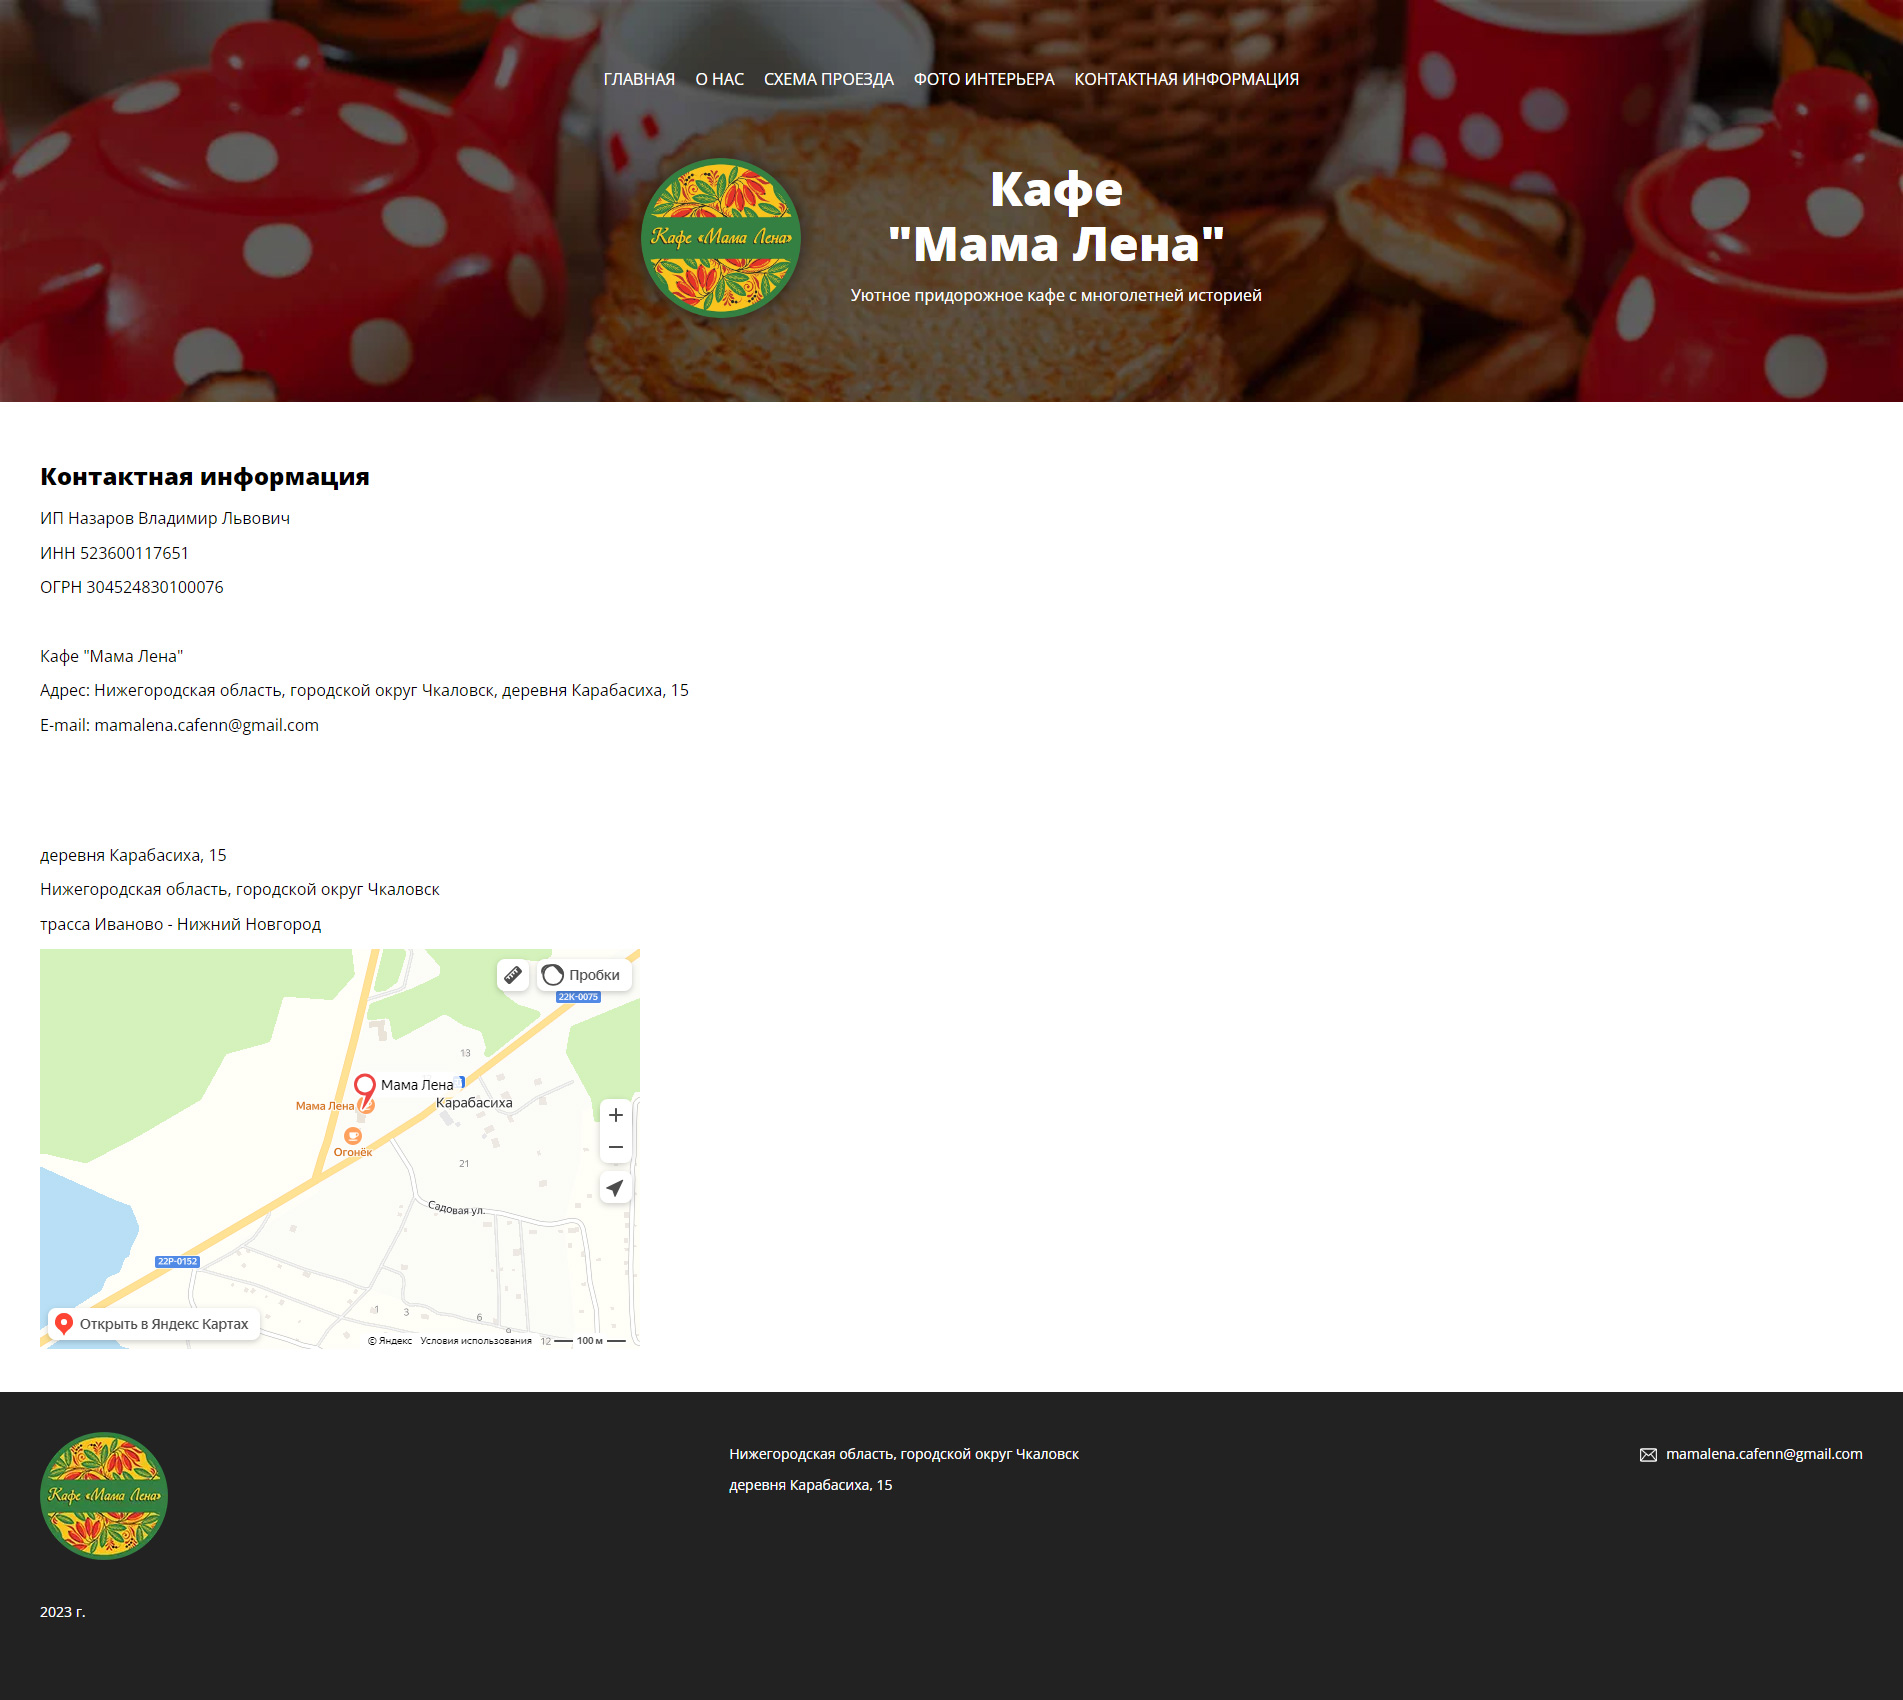 ГЛАВНАЯ О НАС СХЕМА ПРОЕЗДА ФОТО ИНТЕРЬЕРА КОНТАКТНАЯ ИНФОРМАЦИЯ
Кафе «Мама Лена»
Кафе
"Мама Лена"
Уютное придорожное кафе с многолетней историей
Контактная информация
ИП Назаров Владимир Львович
ИНН 523600117651
ОГРН 304524830100076
Кафе "Мама Лена"
Адрес: Нижегородская область, городской округ Чкаловск, деревня Карабасиха, 15
E-mail: mamalena.cafenn@gmail.com
деревня Карабасиха, 15
Нижегородская область, городской округ Чкаловск
трасса Иваново - Нижний Новгород
Пробки
22К-0075
13
Мама Лена
Карабасиха
Мама Лена
Огонёк
21
Садовая ул.
22Р-0152
1
3
6
9
Открыть в Яндекс Картах
© Яндекс Условия использования 12 100 м
Кафе «Мама Лена»
Нижегородская область, городской округ Чкаловск
деревня Карабасиха, 15
mamalena.cafenn@gmail.com
2023 г.